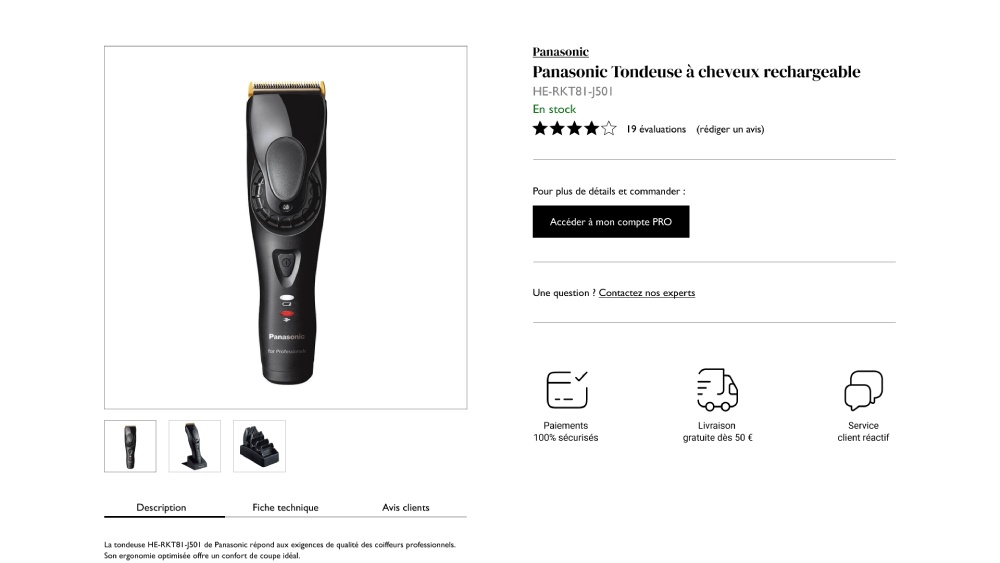 Panasonic
Panasonic Tondeuse à cheveux rechargeable
HE-RKT81-J501
En stock
19 évaluations (rédiger un avis)
Pour plus de détails et commander :
Accéder à mon compte PRO
Une question ? Contactez nos experts
Paiements
100% sécurisés
Livraison
gratuite dès 50 €
Service
client réactif
Panasonic
for Professionals
Description Fiche technique Avis clients
La tondeuse HE-RKT81-J501 de Panasonic répond aux exigences de qualité des coiffeurs professionnels.
Son ergonomie optimisée offre un confort de coupe idéal.